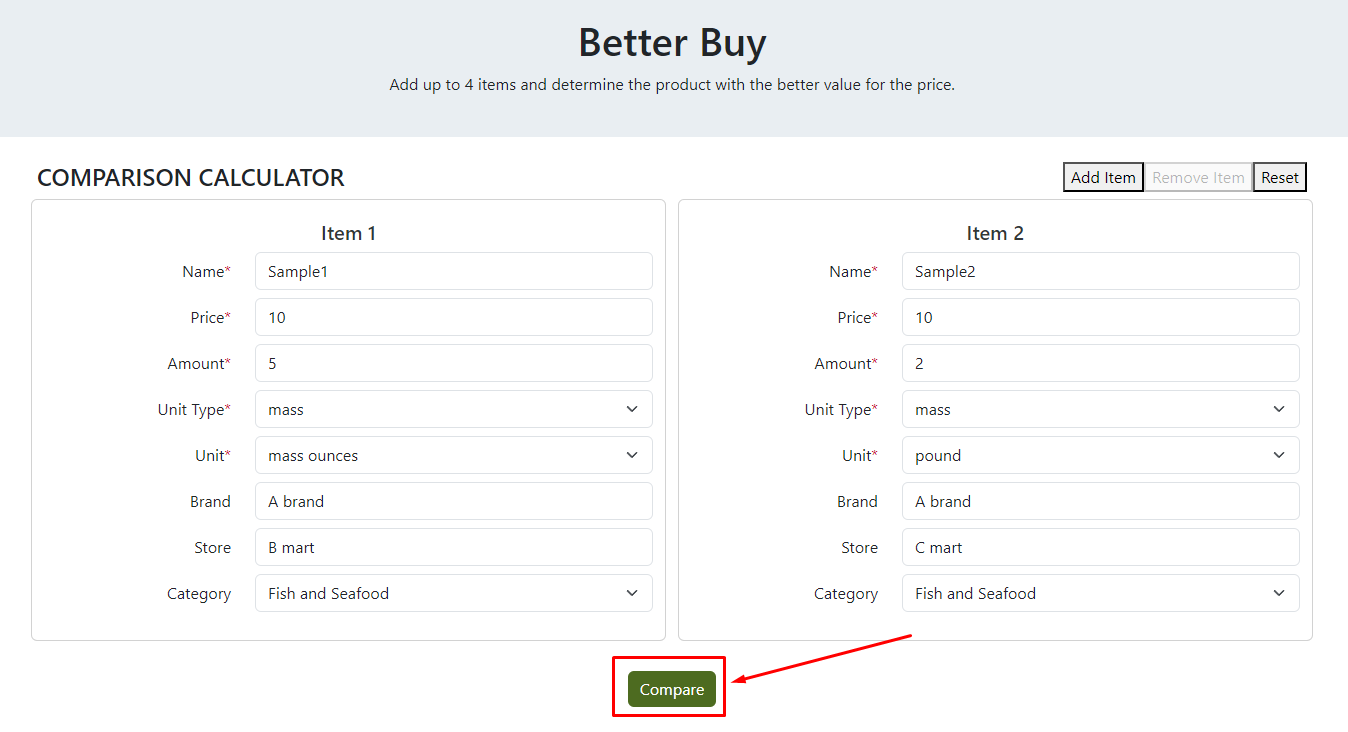 Better Buy
Add up to 4 items and determine the product with the better value for the price.
COMPARISON CALCULATOR
Add Item Remove Item Reset
Item 1
Name* Sample1
Price* 10
Amount* 5
Unit Type* mass
Unit* mass ounces
Brand A brand
Store B mart
Category Fish and Seafood
Item 2
Name* Sample2
Price* 10
Amount* 2
Unit Type* mass
Unit* pound
Brand A brand
Store C mart
Category Fish and Seafood
Compare